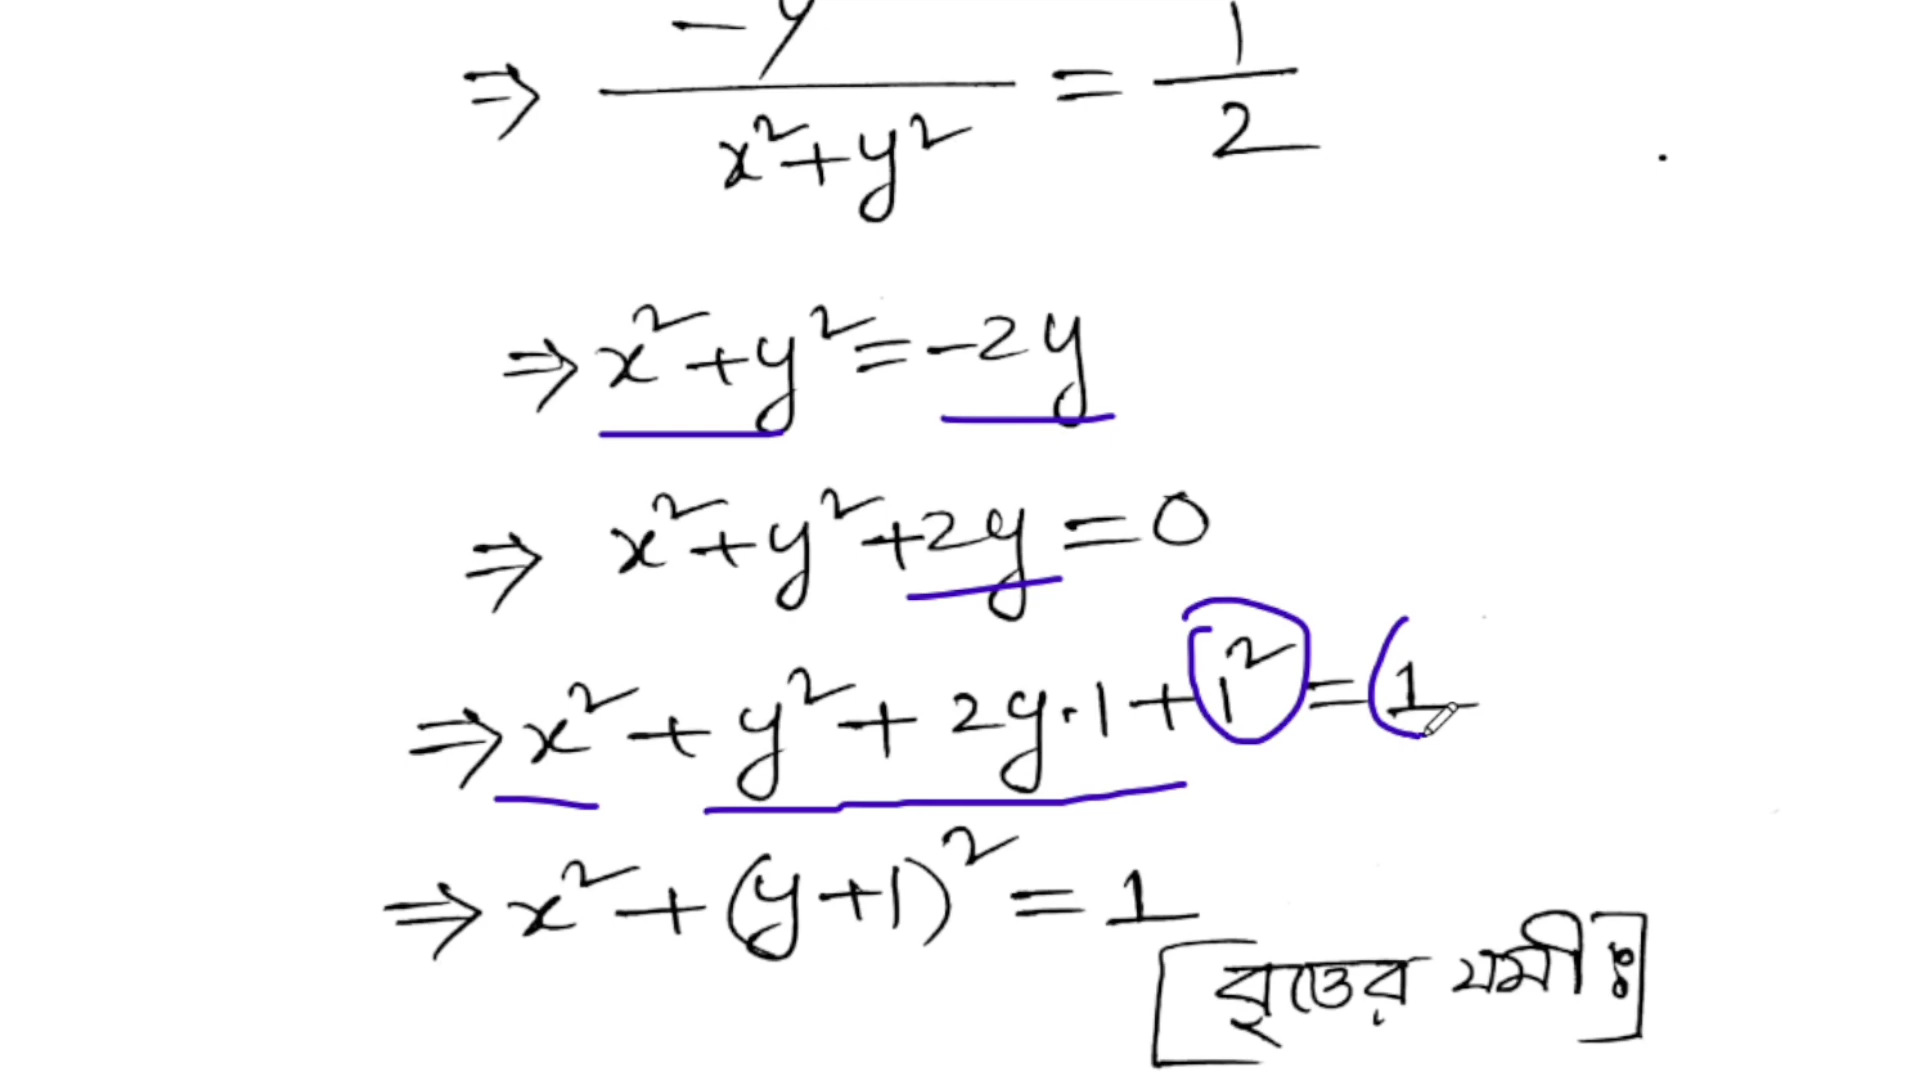 ⇒ -y / x²+y² = 1/2
⇒ x²+y² = -2y
⇒ x²+y²+2y = 0
⇒ x² + y² + 2y·1 + 1² = 1
⇒ x² + (y+1)² = 1
[বৃত্তের সমীঃ]